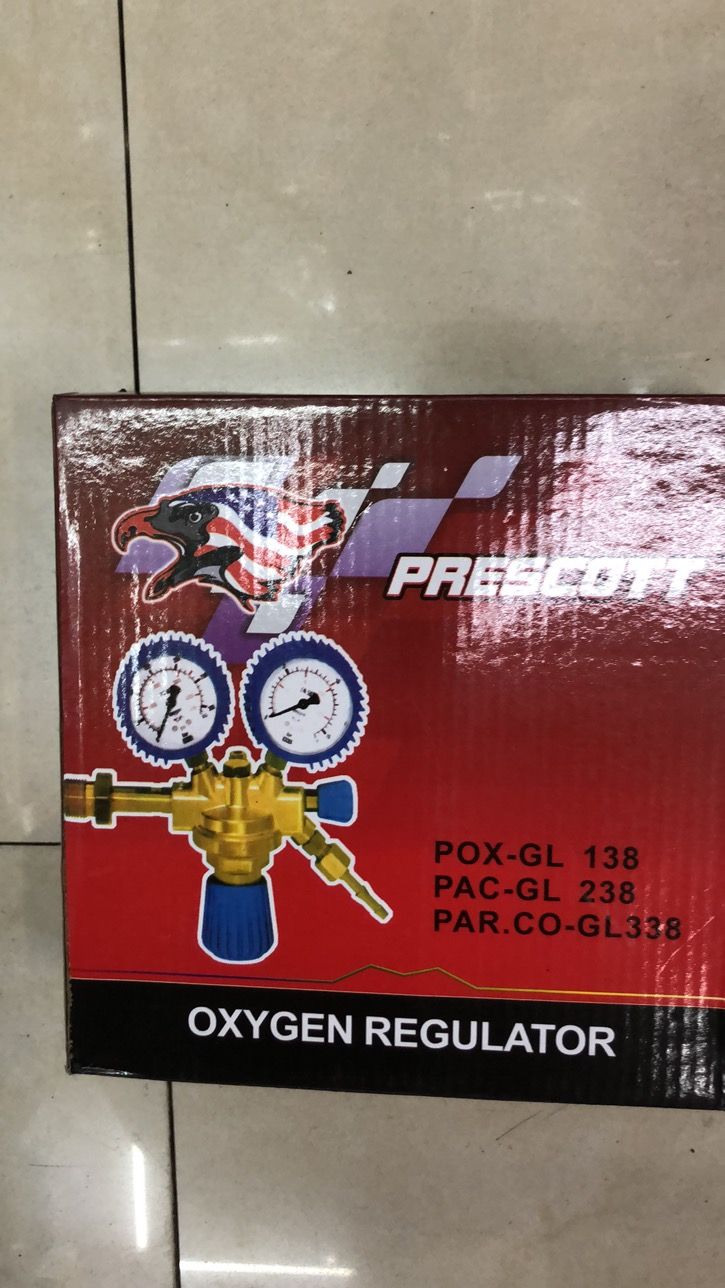 PRESCOTT
POX-GL 138
PAC-GL 238
PAR.CO-GL338
OXYGEN REGULATOR